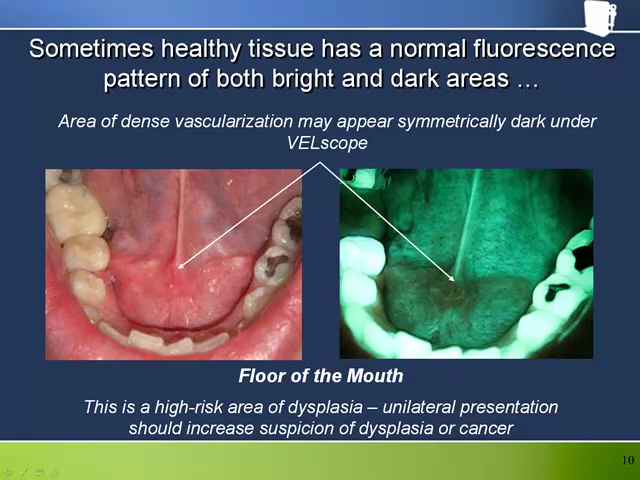 Sometimes healthy tissue has a normal fluorescence
pattern of both bright and dark areas …
Area of dense vascularization may appear symmetrically dark under
VELscope
Floor of the Mouth
This is a high-risk area of dysplasia – unilateral presentation
should increase suspicion of dysplasia or cancer
10